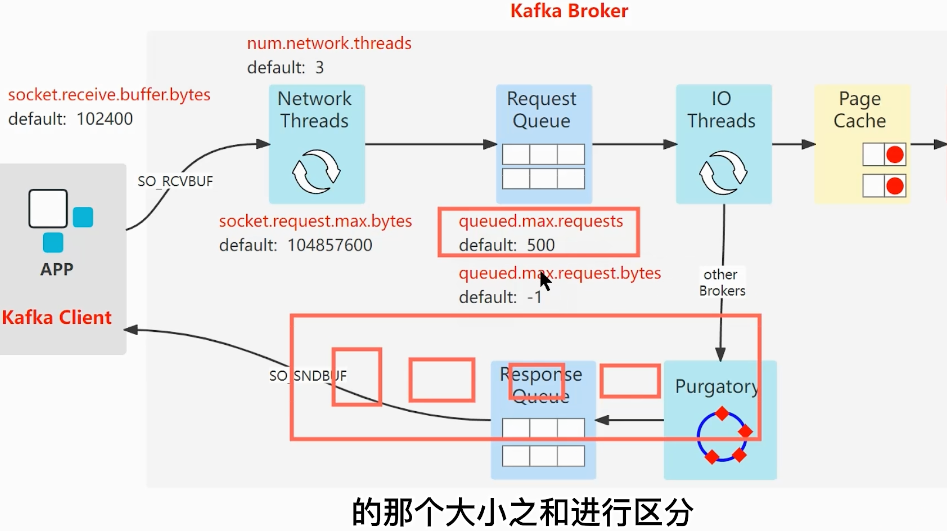 Kafka Broker
num.network.threads
default: 3
socket.receive.buffer.bytes
default: 102400
Network
Threads
Request
Queue
IO
Threads
Page
Cache
SO_RCVBUF
socket.request.max.bytes
default: 104857600
queued.max.requests
default: 500
queued.max.request.bytes
default: -1
APP
Kafka Client
other
Brokers
SO_SNDBUF
Response
Queue
Purgatory
的那个大小之和进行区分